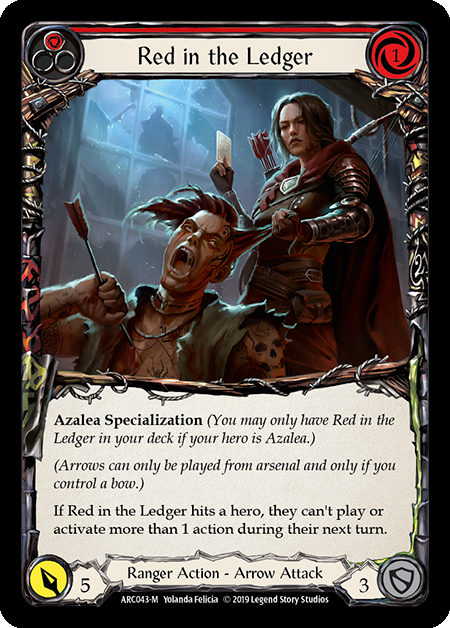 Red in the Ledger
1
Azalea Specialization (You may only have Red in the
Ledger in your deck if your hero is Azalea.)
(Arrows can only be played from arsenal and only if you
control a bow.)
If Red in the Ledger hits a hero, they can't play or
activate more than 1 action during their next turn.
5
Ranger Action - Arrow Attack
3
ARC043-M Yolanda Felicia © 2019 Legend Story Studios